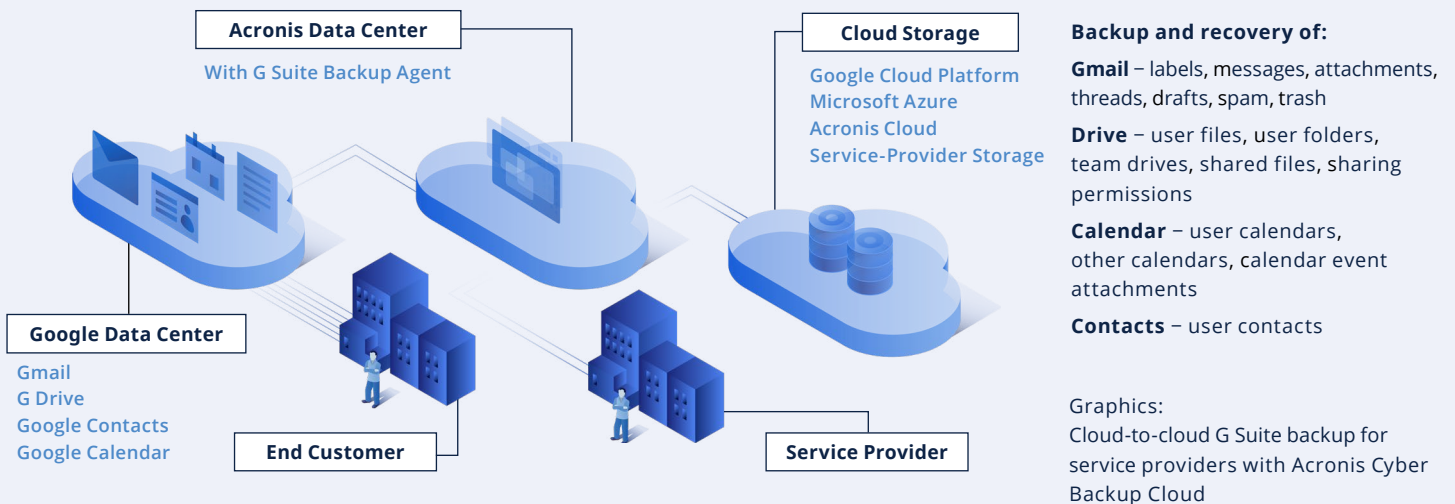 Acronis Data Center
With G Suite Backup Agent
Cloud Storage
Google Cloud Platform
Microsoft Azure
Acronis Cloud
Service-Provider Storage
Google Data Center
Gmail
G Drive
Google Contacts
Google Calendar
End Customer
Service Provider
Backup and recovery of:
Gmail – labels, messages, attachments,
threads, drafts, spam, trash
Drive – user files, user folders,
team drives, shared files, sharing
permissions
Calendar – user calendars,
other calendars, calendar event
attachments
Contacts – user contacts
Graphics:
Cloud-to-cloud G Suite backup for
service providers with Acronis Cyber
Backup Cloud